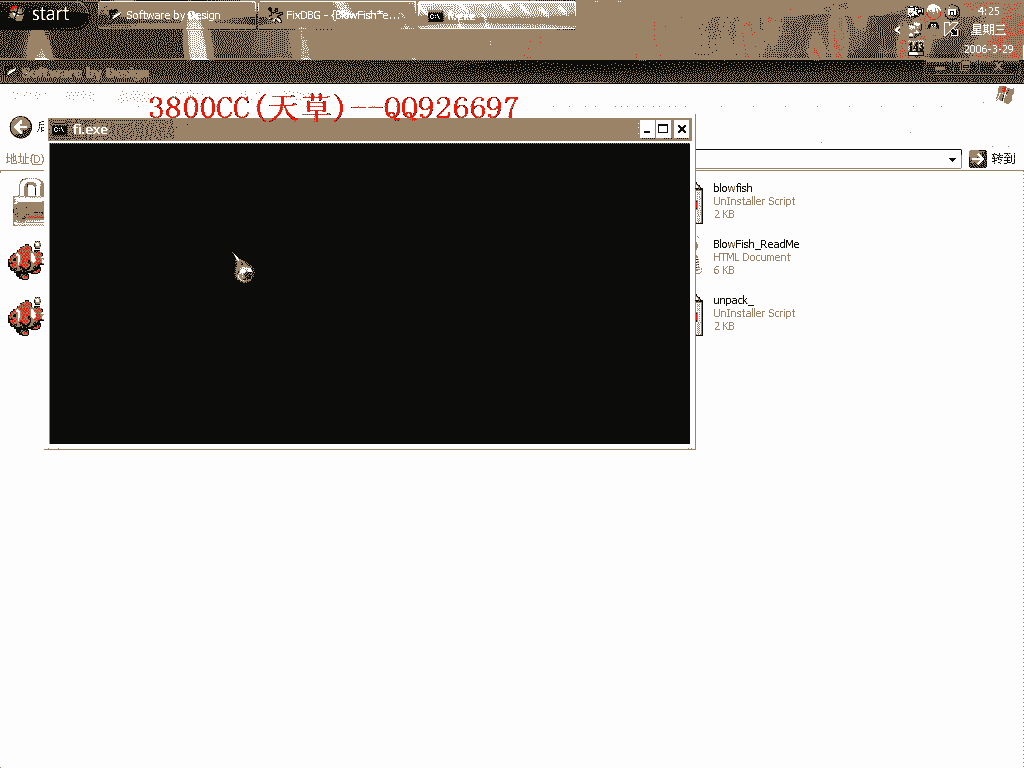 start
Software by Design
FixDBG - [BlowFish*e...
fi.exe
4:25
星期三
2006-3-29
Software by Design
3800CC(天草)--QQ926697
fi.exe
地址(D)
转到
blowfish
UnInstaller Script
2 KB
BlowFish_ReadMe
HTML Document
6 KB
unpack_
UnInstaller Script
2 KB